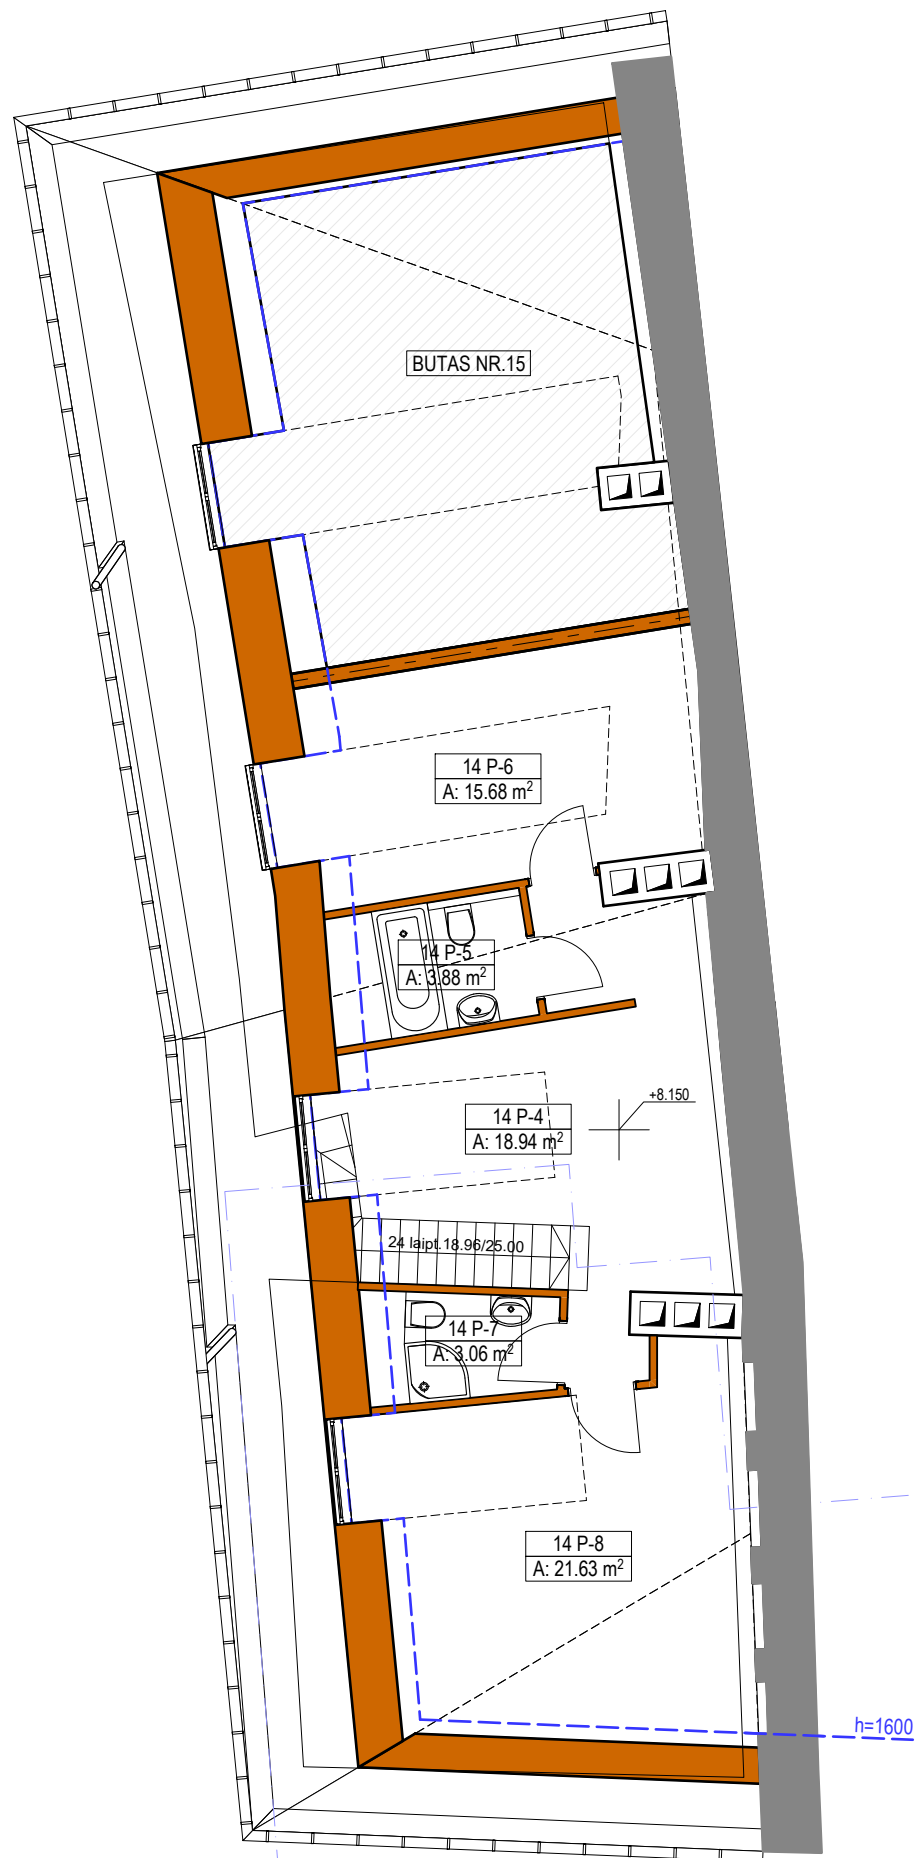 BUTAS NR.15
14 P-6
A: 15.68 m²
14 P-5
A: 3.88 m²
+8.150
14 P-4
A: 18.94 m²
24 laipt.18.96/25.00
14 P-7
A: 3.06 m²
14 P-8
A: 21.63 m²
h=1600